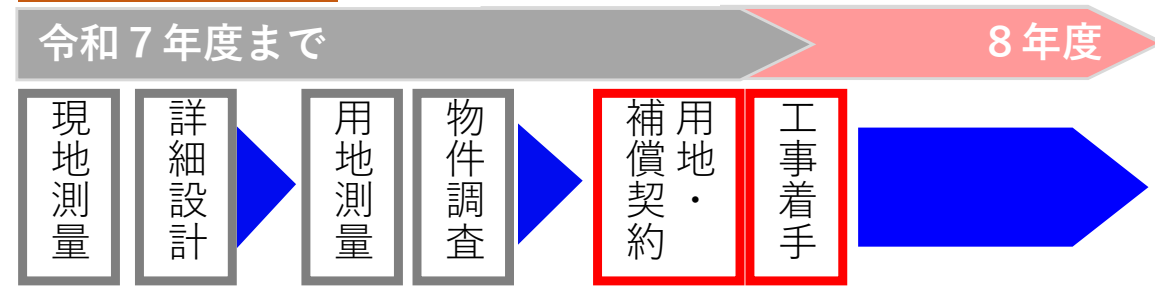 令和７年度まで
８年度
現地測量
詳細設計
用地測量
物件調査
用地・
補償契約
工事着手